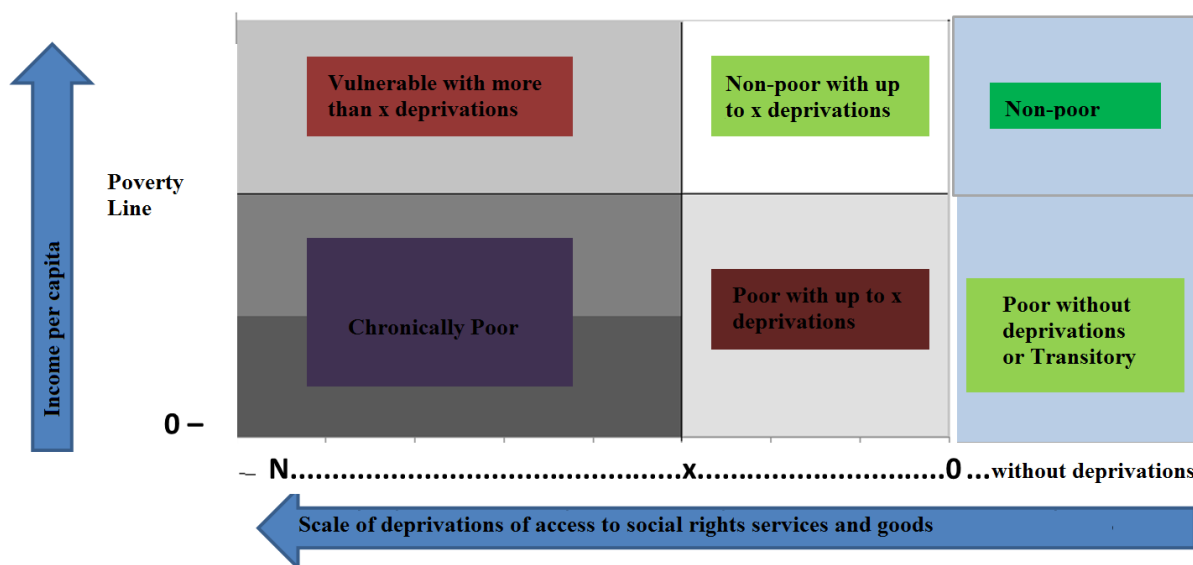 Vulnerable with more
than x deprivations
Non-poor with up
to x deprivations
Non-poor
Poverty
Line
Income per capita
Chronically Poor
Poor with up to x
deprivations
Poor without
deprivations
or Transitory
0 –
N..................................................x.................................0 ...without deprivations
Scale of deprivations of access to social rights services and goods